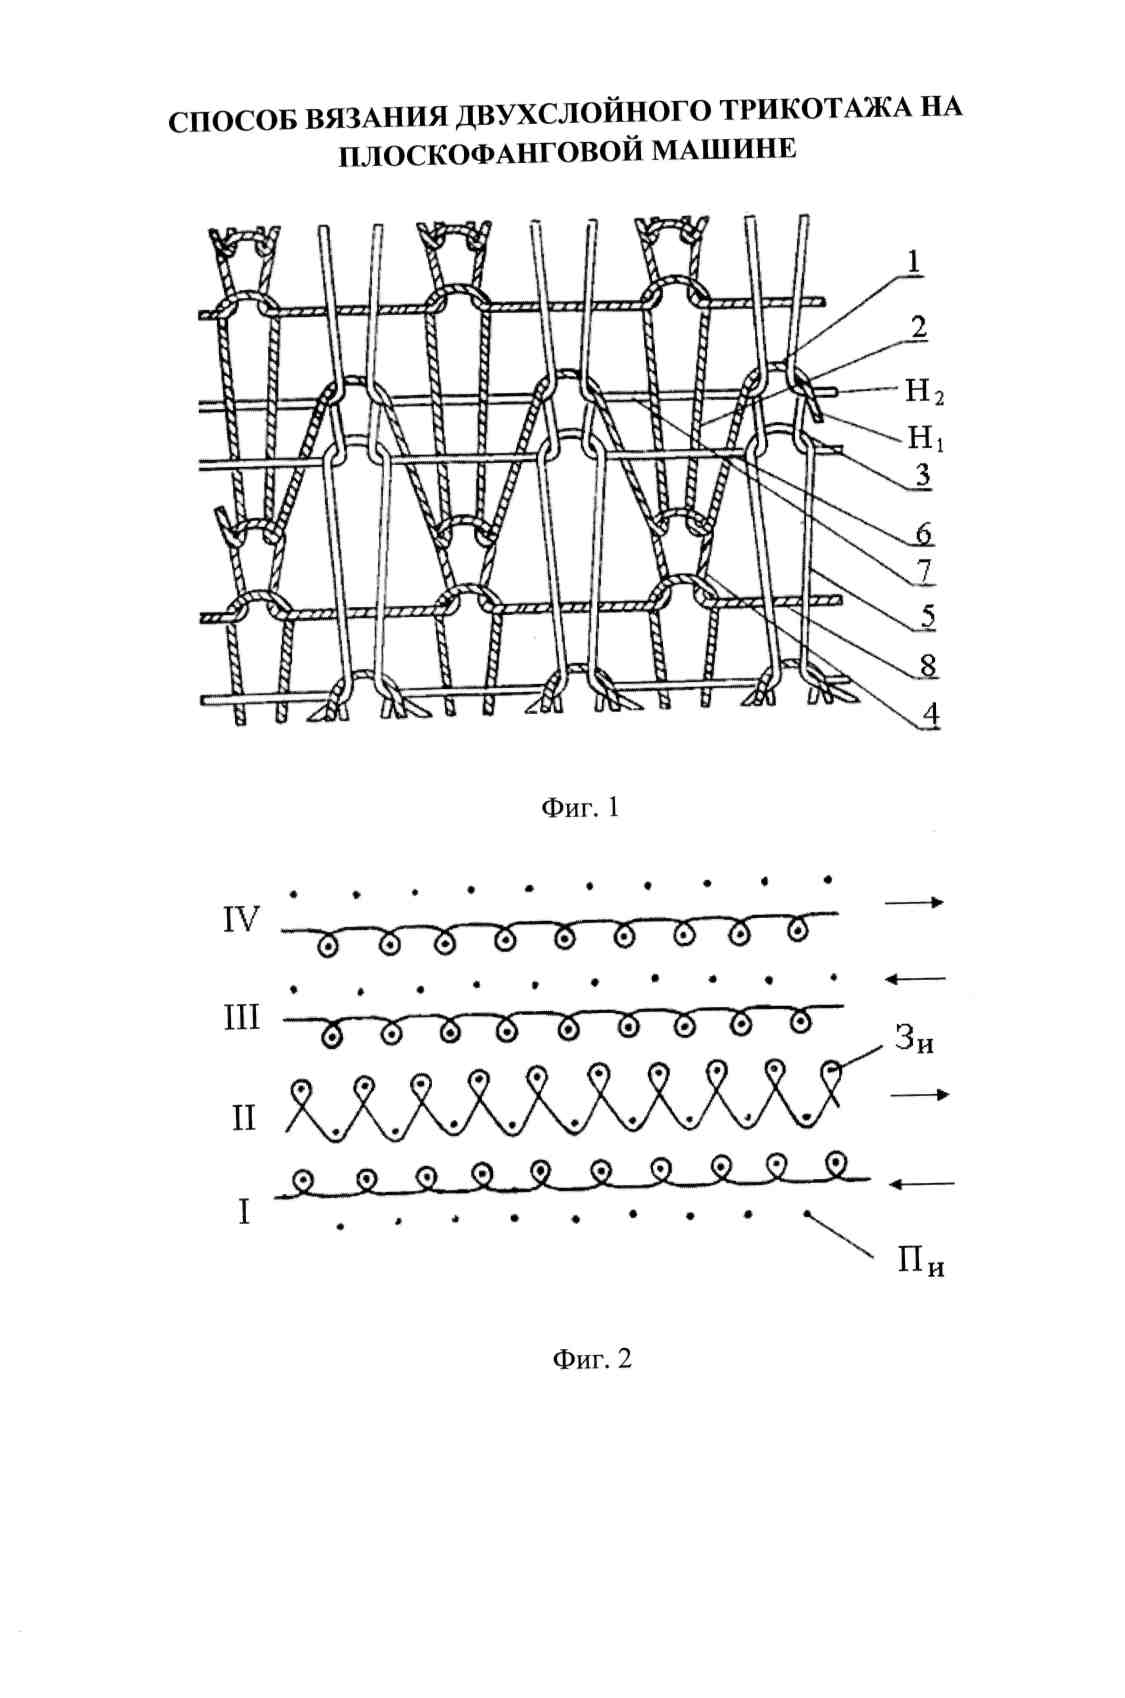 СПОСОБ ВЯЗАНИЯ ДВУХСЛОЙНОГО ТРИКОТАЖА НА
ПЛОСКОФАНГОВОЙ МАШИНЕ
1
2
Н2
Н1
3
6
7
5
8
4
Фиг. 1
IV
III
Зи
II
I
Пи
Фиг. 2